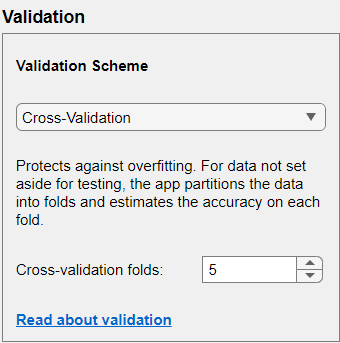 Validation
Validation Scheme
Cross-Validation
Protects against overfitting. For data not set
aside for testing, the app partitions the data
into folds and estimates the accuracy on each
fold.
Cross-validation folds: 5
Read about validation